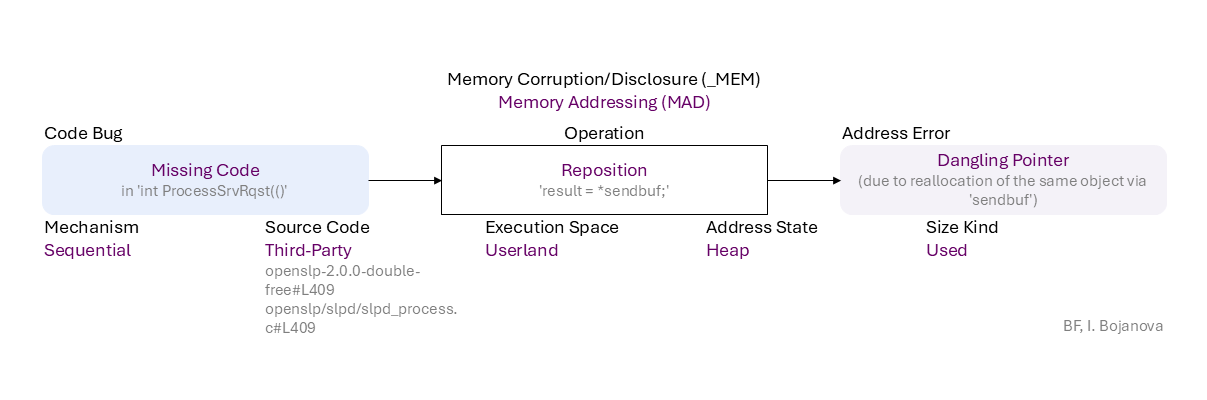 Memory Corruption/Disclosure (_MEM)
Memory Addressing (MAD)
Code Bug
Operation
Address Error
Missing Code
in 'int ProcessSrvRqst(()'
Reposition
'result = *sendbuf;'
Dangling Pointer
(due to reallocation of the same object via
'sendbuf')
Mechanism
Sequential
Source Code
Third-Party
openslp-2.0.0-double-
free#L409
openslp/slpd/slpd_process.
c#L409
Execution Space
Userland
Address State
Heap
Size Kind
Used
BF, I. Bojanova